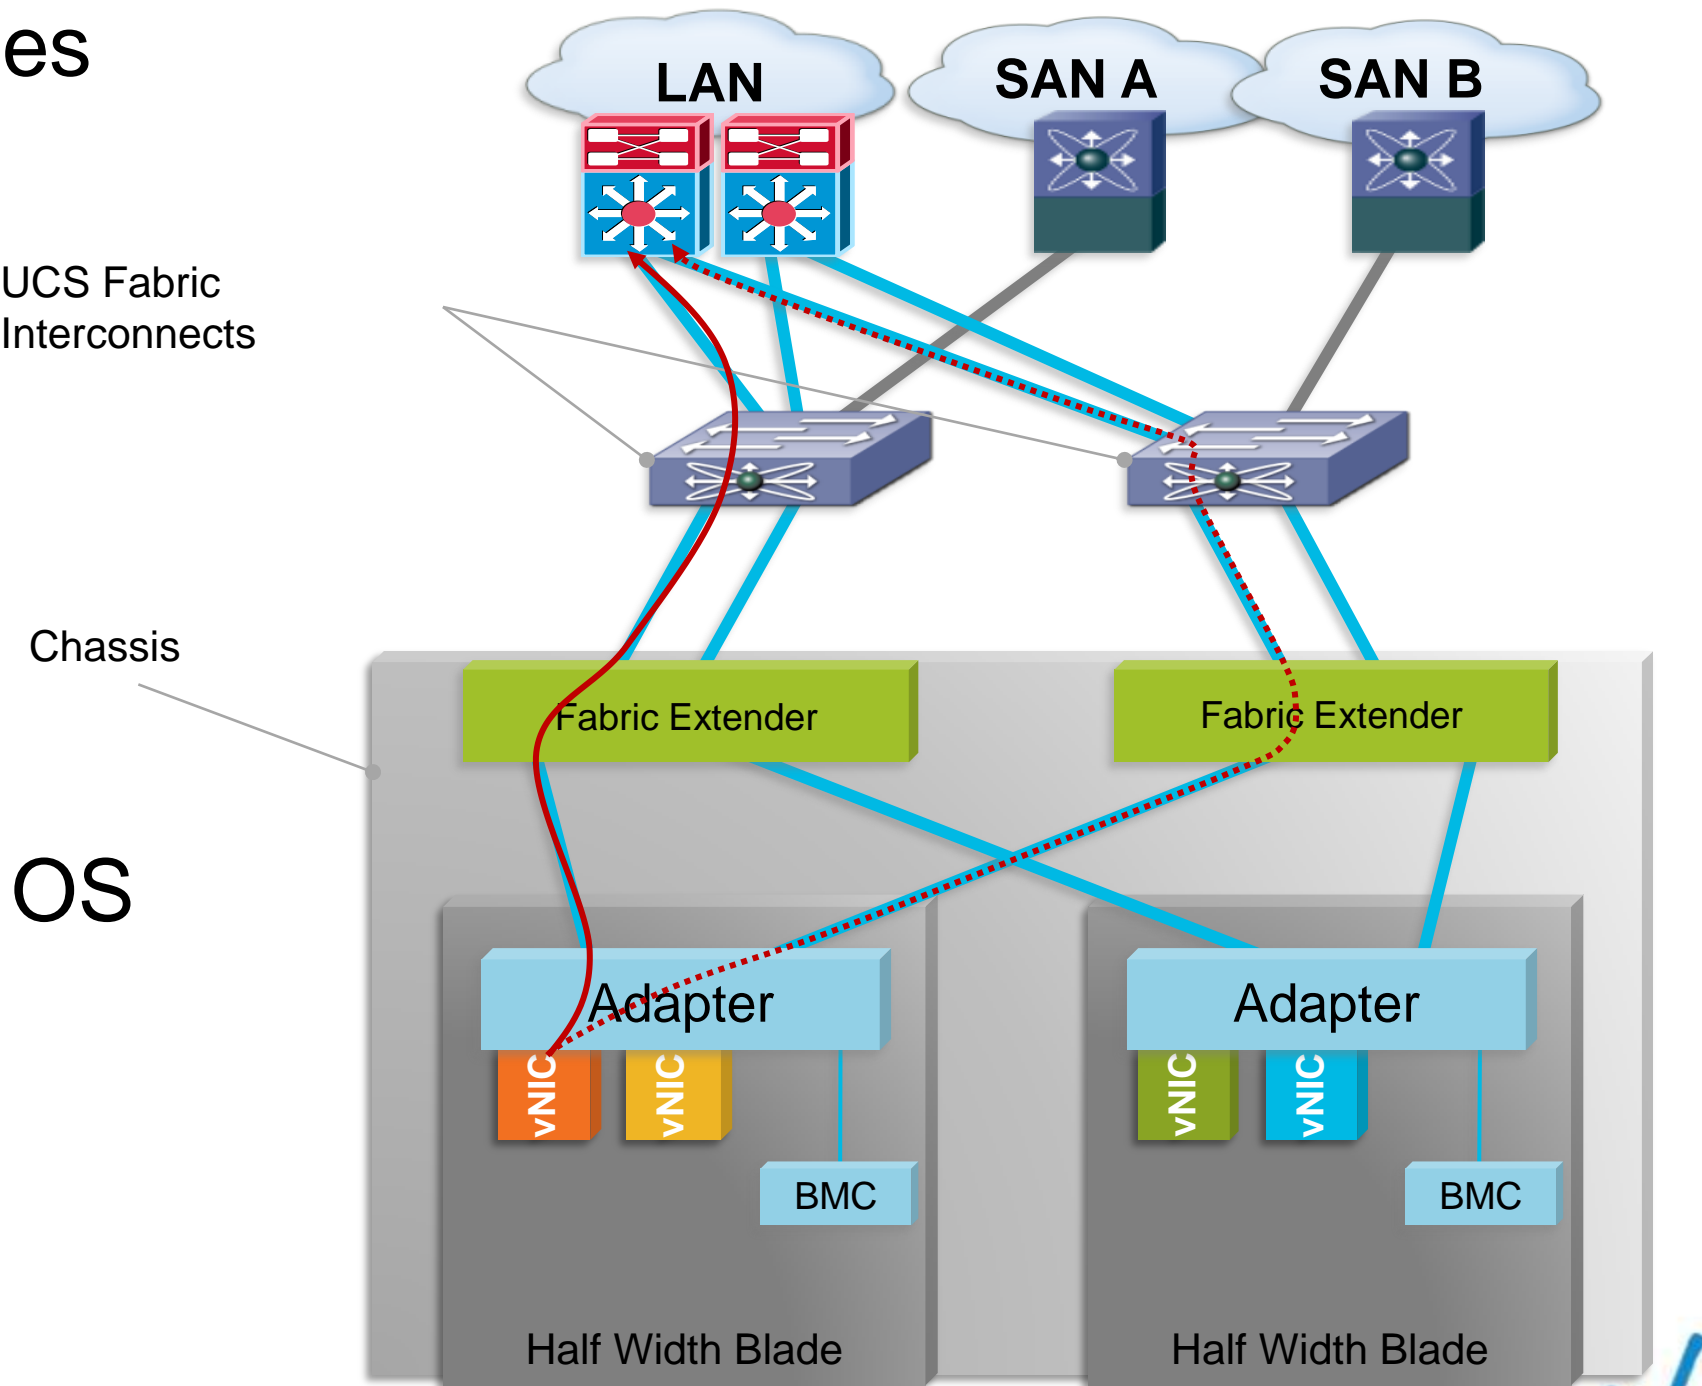 es
LAN
SAN A
SAN B
UCS Fabric
Interconnects
Chassis
Fabric Extender
Fabric Extender
OS
Adapter
Adapter
vNIC
vNIC
vNIC
vNIC
BMC
BMC
Half Width Blade
Half Width Blade